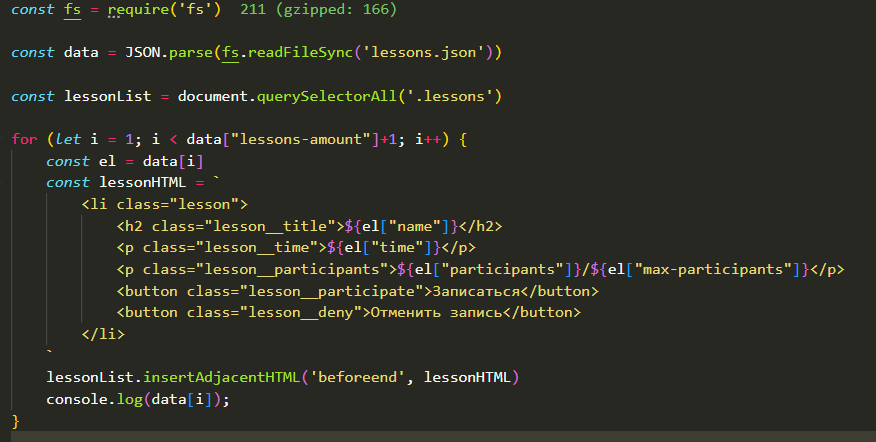 const fs = require('fs')  211 (gzipped: 166)
const data = JSON.parse(fs.readFileSync('lessons.json'))
const lessonList = document.querySelectorAll('.lessons')
for (let i = 1; i < data["lessons-amount"]+1; i++) {
    const el = data[i]
    const lessonHTML = `
        <li class="lesson">
            <h2 class="lesson__title">${el["name"]}</h2>
            <p class="lesson__time">${el["time"]}</p>
            <p class="lesson__participants">${el["participants"]}/${el["max-participants"]}</p>
            <button class="lesson__participate">Записаться</button>
            <button class="lesson__deny">Отменить запись</button>
        </li>
    `
    lessonList.insertAdjacentHTML('beforeend', lessonHTML)
    console.log(data[i]);
}